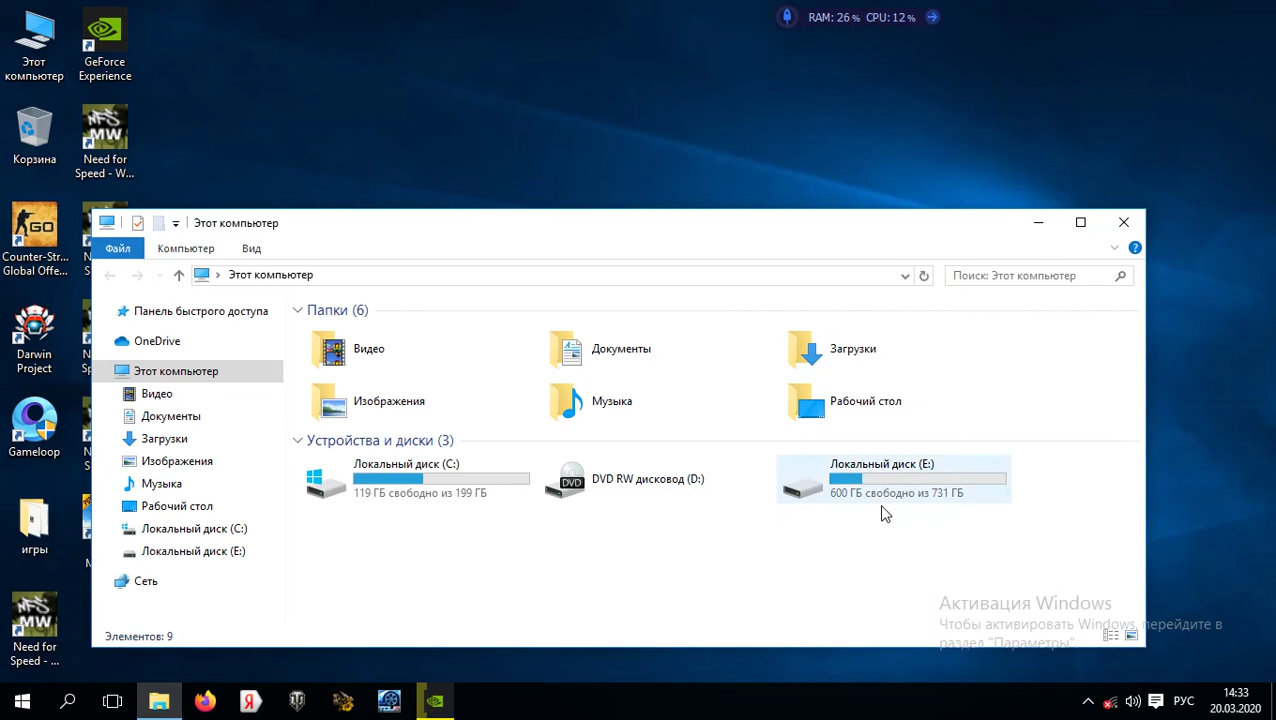 RAM: 26 % CPU: 12 %
Этот
компьютер
GeForce
Experience
Корзина
Need for
Speed - W...
Counter-Str...
Global Offe...
Darwin
Project
Gameloop
игры
Need for
Speed - ...
Этот компьютер
Файл
Компьютер
Вид
Этот компьютер
Поиск: Этот компьютер
Панель быстрого доступа
OneDrive
Этот компьютер
Видео
Документы
Загрузки
Изображения
Музыка
Рабочий стол
Локальный диск (C:)
Локальный диск (E:)
Сеть
Папки (6)
Видео
Документы
Загрузки
Изображения
Музыка
Рабочий стол
Устройства и диски (3)
Локальный диск (C:)
119 ГБ свободно из 199 ГБ
DVD RW дисковод (D:)
Локальный диск (E:)
600 ГБ свободно из 731 ГБ
Элементов: 9
Активация Windows
Чтобы активировать Windows, перейдите в
раздел "Параметры".
РУС
14:33
20.03.2020